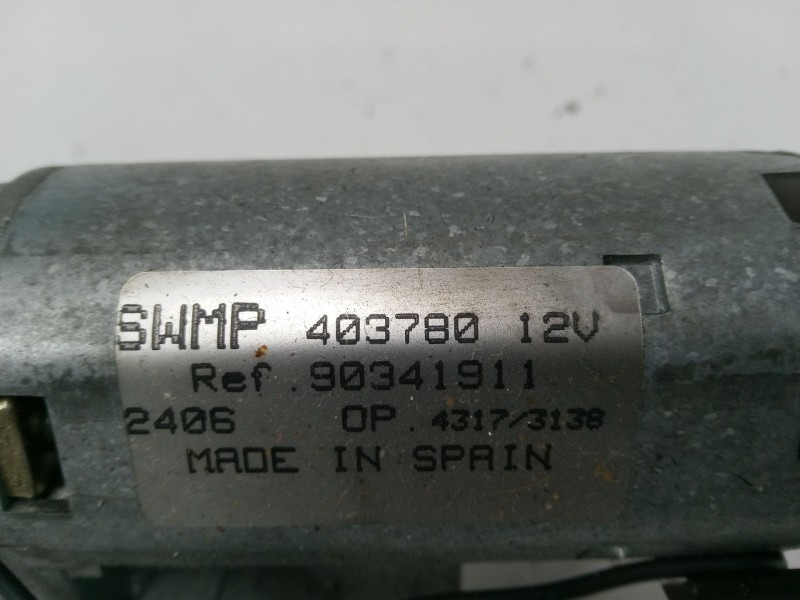 SWMP 403780 12V
Ref.90341911
2406 OP. 4317/3138
MADE IN SPAIN